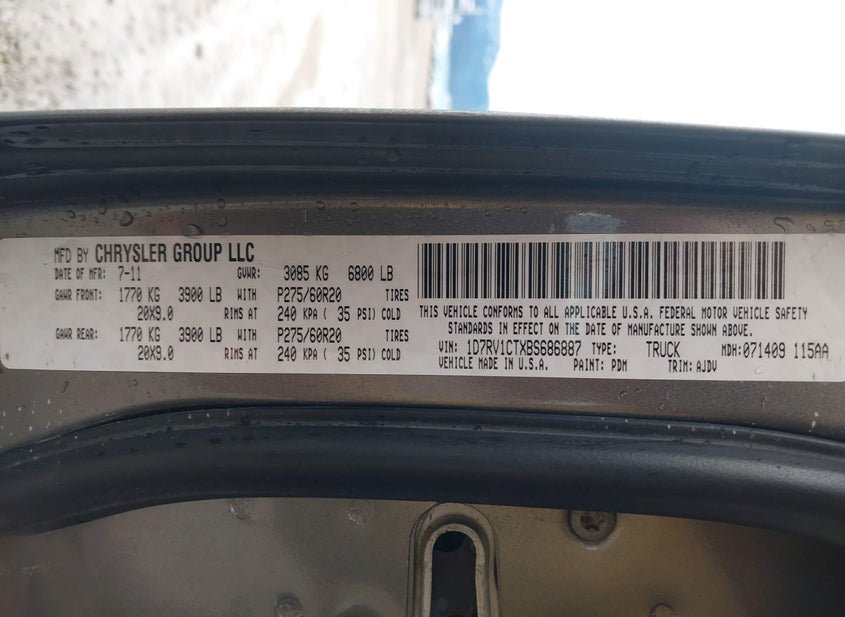 MFD BY CHRYSLER GROUP LLC
DATE OF MFR: 7-11 GVWR: 3085 KG 6800 LB
GAWR FRONT: 1770 KG 3900 LB WITH P275/60R20 TIRES
20X9.0 RIMS AT 240 KPA ( 35 PSI) COLD
GAWR REAR: 1770 KG 3900 LB WITH P275/60R20 TIRES
20X9.0 RIMS AT 240 KPA ( 35 PSI) COLD
THIS VEHICLE CONFORMS TO ALL APPLICABLE U.S.A. FEDERAL MOTOR VEHICLE SAFETY
STANDARDS IN EFFECT ON THE DATE OF MANUFACTURE SHOWN ABOVE.
VIN: 1D7RV1CTXBS686887 TYPE: TRUCK MDH: 071409 115AA
VEHICLE MADE IN U.S.A. PAINT: PDM TRIM: AJDV